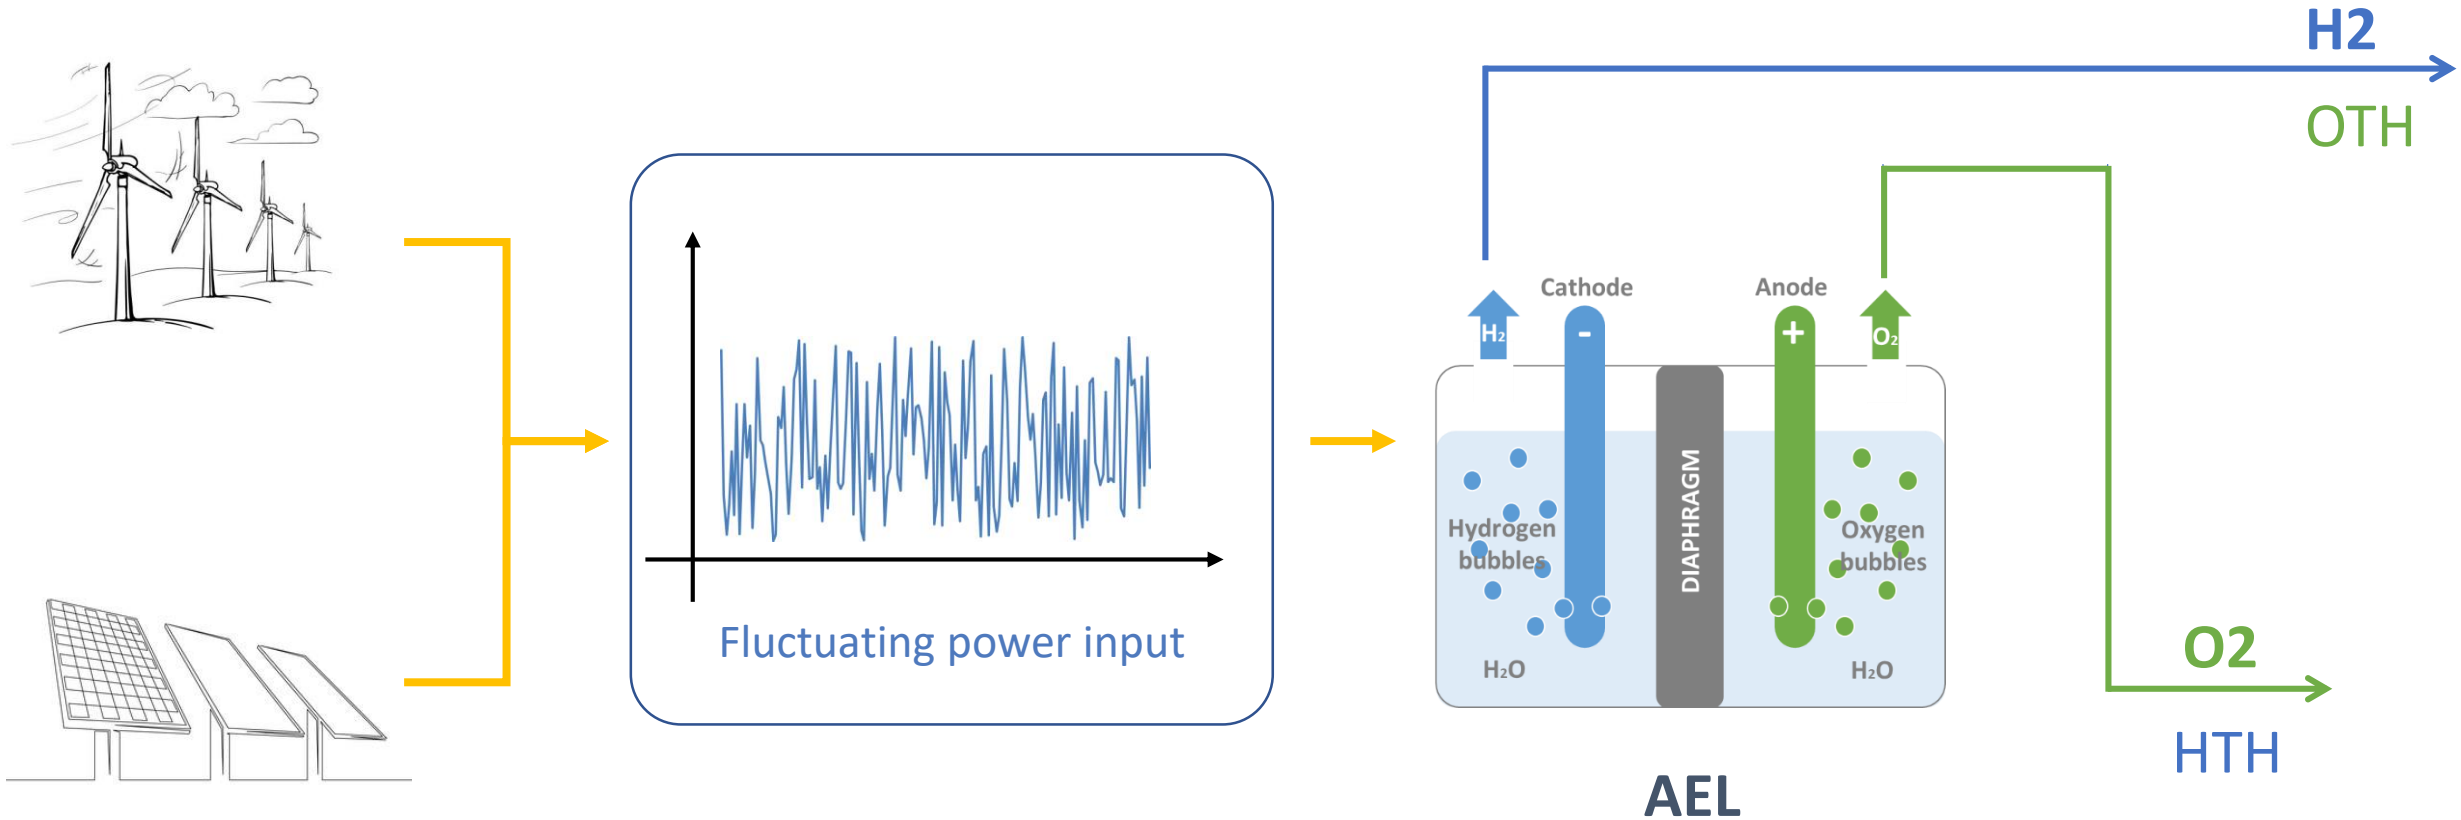 H2
OTH
Cathode
Anode
H₂
-
+
O₂
Hydrogen
bubbles
DIAPHRAGM
Oxygen
bubbles
Fluctuating power input
H₂O
H₂O
O2
HTH
AEL